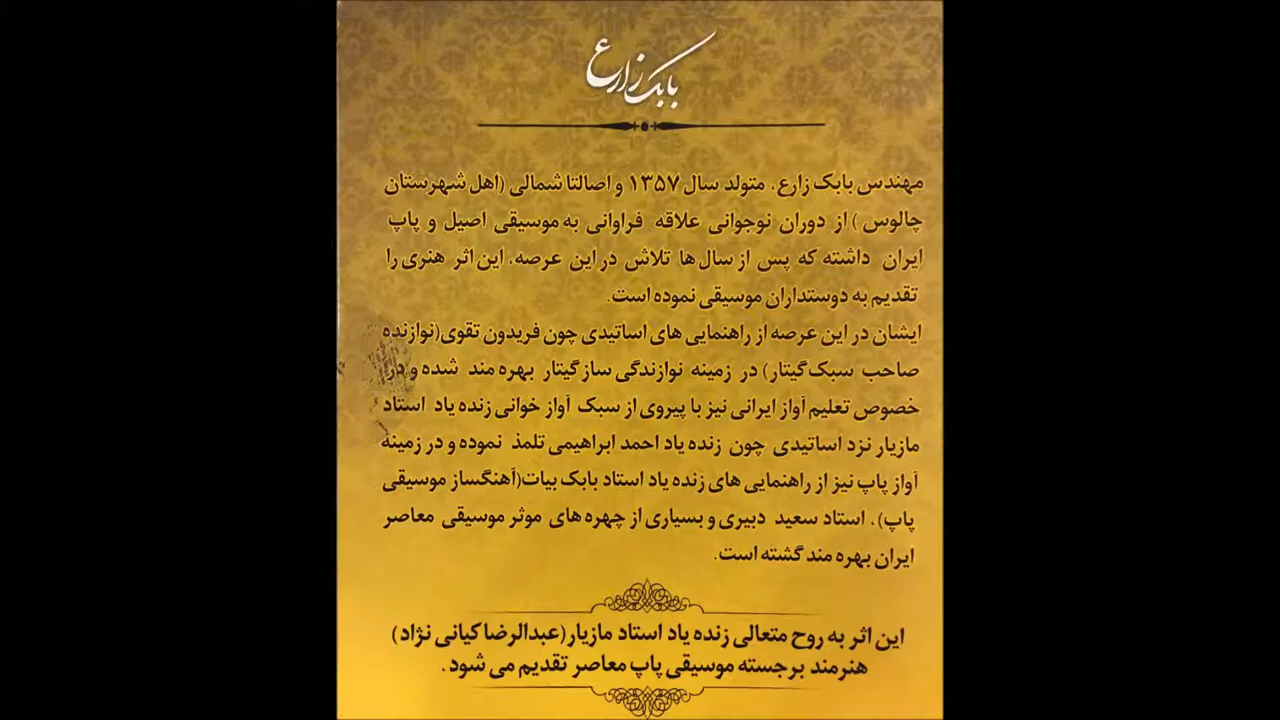 بابک زارع
مهندس بابک زارع، متولد سال ۱۳۵۷ و اصالتا شمالی (اهل شهرستان
چالوس ) از دوران نوجوانی علاقه فراوانی به موسیقی اصیل و پاپ
ایران داشته که پس از سال ها تلاش در این عرصه، این اثر هنری را
تقدیم به دوستداران موسیقی نموده است.
ایشان در این عرصه از راهنمایی های اساتیدی چون فریدون تقوی(نوازنده
صاحب سبک گیتار) در زمینه نوازندگی ساز گیتار بهره مند شده و در
خصوص تعلیم آواز ایرانی نیز با پیروی از سبک آواز خوانی زنده یاد استاد
مازیار نزد اساتیدی چون زنده یاد احمد ابراهیمی تلمذ نموده و در زمینه
آواز پاپ نیز از راهنمایی های زنده یاد استاد بابک بیات(آهنگساز موسیقی
پاپ)، استاد سعید دبیری و بسیاری از چهره های موثر موسیقی معاصر
ایران بهره مند گشته است.
این اثر به روح متعالی زنده یاد استاد مازیار(عبدالرضا کیانی نژاد)
هنرمند برجسته موسیقی پاپ معاصر تقدیم می شود.